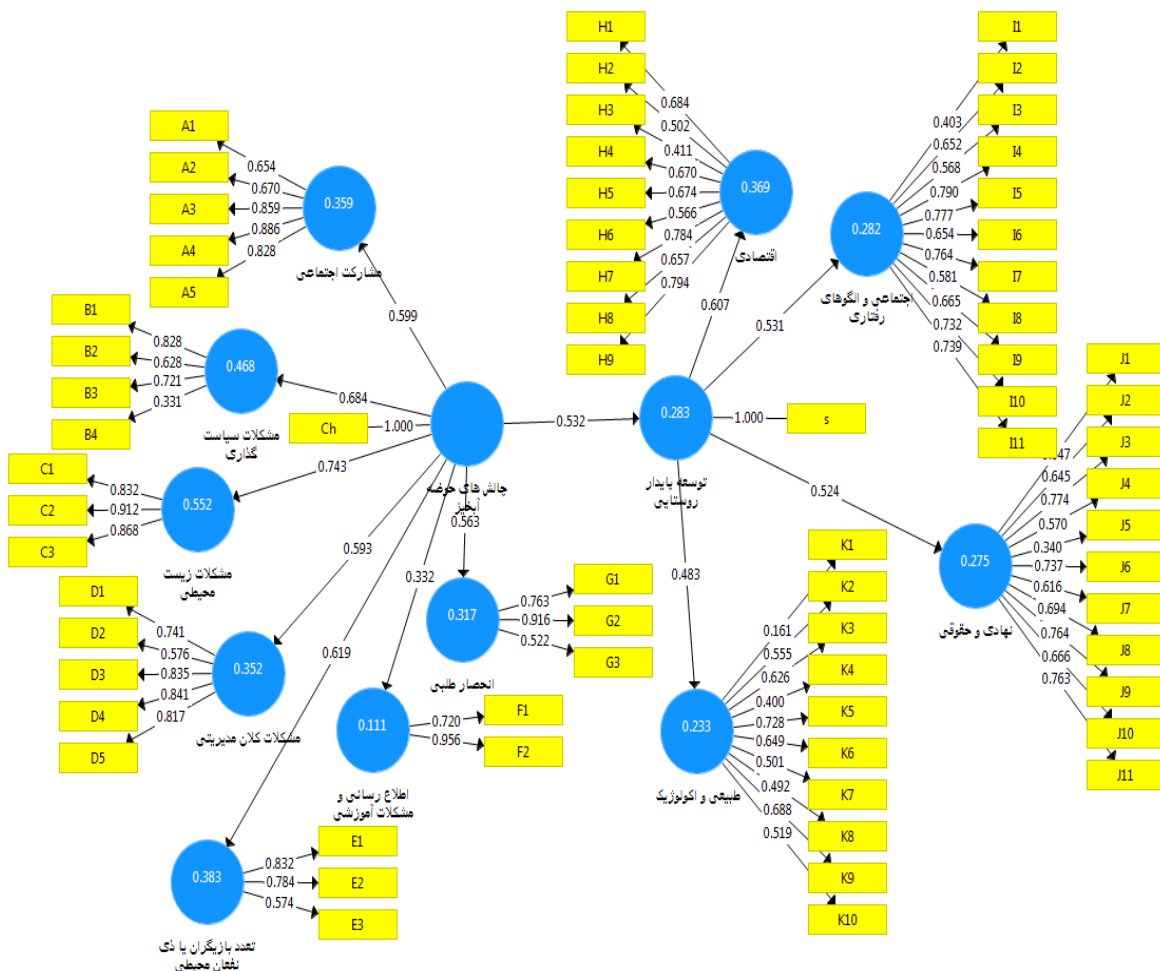 A1
A2
A3
A4
A5
0.654
0.670
0.859
0.886
0.828
0.359
مشارکت اجتماعی
0.599
B1
B2
B3
B4
0.828
0.628
0.721
0.331
0.468
مشکلات سیاست
گذاری
0.684
C1
C2
C3
0.832
0.912
0.868
0.552
مشکلات زیست
محیطی
0.743
D1
D2
D3
D4
D5
0.741
0.576
0.835
0.841
0.817
0.352
مشکلات کلان مدیریتی
0.593
E1
E2
E3
0.832
0.784
0.574
0.383
تعدد بازیگران یا ذی
نفعان محیطی
0.619
F1
F2
0.720
0.956
0.111
اطلاع رسانی و
مشکلات آموزشی
0.332
G1
G2
G3
0.763
0.916
0.522
0.317
انحصار طلبی
0.563
Ch
1.000
چالش های حوضه
آبخیز
0.532
0.283
توسعه پایدار
روستایی
1.000
s
H1
H2
H3
H4
H5
H6
H7
H8
H9
0.684
0.502
0.411
0.670
0.674
0.566
0.784
0.657
0.794
0.369
اقتصادی
0.607
I1
I2
I3
I4
I5
I6
I7
I8
I9
I10
I11
0.403
0.652
0.568
0.790
0.777
0.654
0.764
0.581
0.665
0.732
0.739
0.282
اجتماعی و الگوهای
رفتاری
0.531
J1
J2
J3
J4
J5
J6
J7
J8
J9
J10
J11
0.645
0.774
0.570
0.340
0.737
0.616
0.694
0.764
0.666
0.763
0.275
نهادی و حقوقی
0.524
K1
K2
K3
K4
K5
K6
K7
K8
K9
K10
0.161
0.555
0.626
0.400
0.728
0.649
0.501
0.492
0.688
0.519
0.233
طبیعی و اکولوژیک
0.483